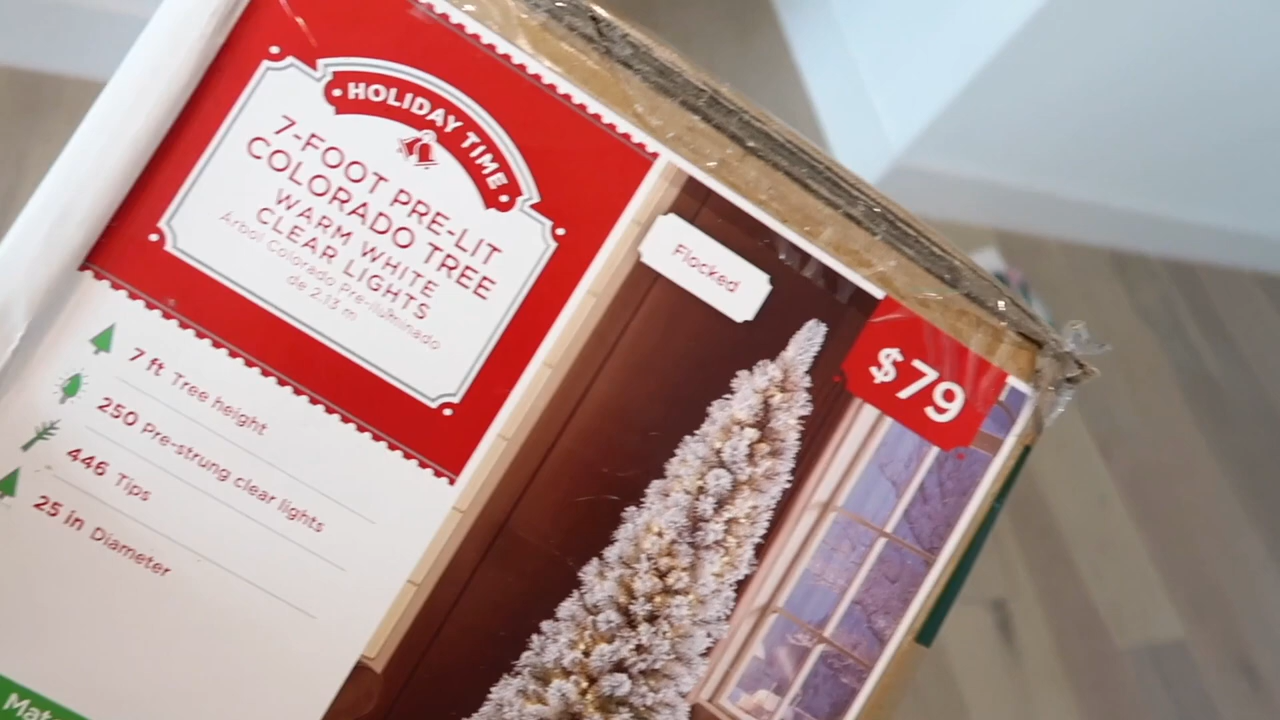 HOLIDAY TIME
7-FOOT PRE-LIT
COLORADO TREE
WARM WHITE
CLEAR LIGHTS
Árbol Colorado Pre-iluminado
de 2.13 m
Flocked
$79
7 ft Tree height
250 Pre-strung clear lights
446 Tips
25 in Diameter